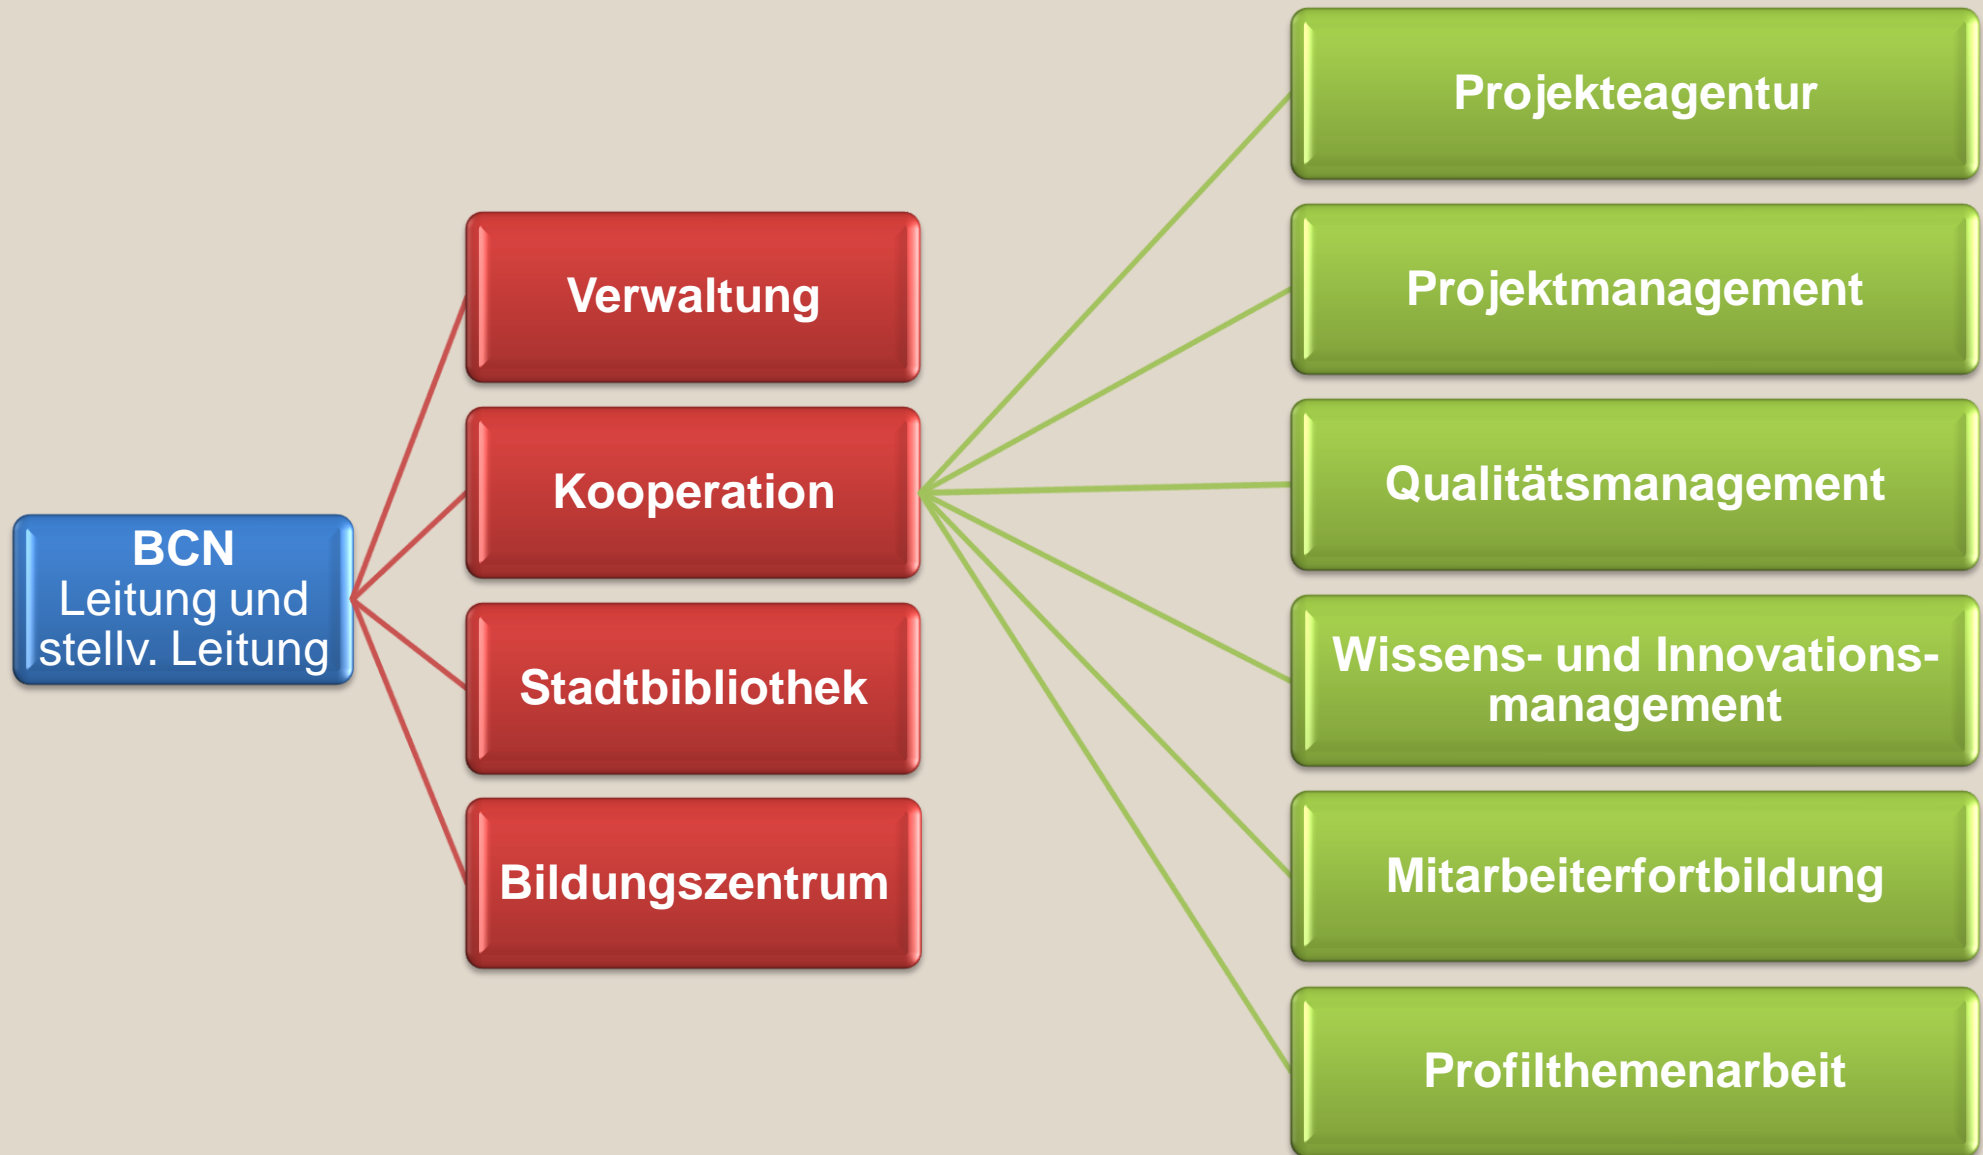 BCN
Leitung und
stellv. Leitung
Verwaltung
Kooperation
Stadtbibliothek
Bildungszentrum
Projekteagentur
Projektmanagement
Qualitätsmanagement
Wissens- und Innovations-
management
Mitarbeiterfortbildung
Profilthemenarbeit